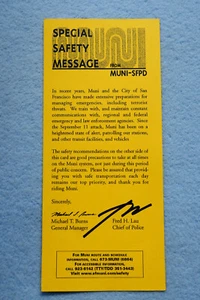 SPECIAL
SAFETY
MESSAGE FROM
MUNI-SFPD
In recent years, Muni and the City of San
Francisco have made extensive preparations for
managing emergencies, including terrorist
threats. We train with, and maintain constant
communications with, regional and federal
emergency and law enforcement agencies. Since
the September 11 attack, Muni has been on a
heightened state of alert, patrolling our stations,
and other transit facilities, and vehicles.
The safety recommendations on the other side of
this card are good precautions to take at all times
on the Muni system, not just during this period
of public concern. Please be assured that provid-
ing you with safe transportation each day
remains our top priority, and thank you for
riding Muni.
Sincerely,
Michael T. Burns
Fred H. Lau
General Manager
Chief of Police
FOR MUNI ROUTE AND SCHEDULE
INFORMATION, CALL 673-MUNI (6864)
FOR ACCESSIBLE INFORMATION,
CALL 923-6142 (TTY/TDD 351-3443)
Visit www.sfmuni.com/safety